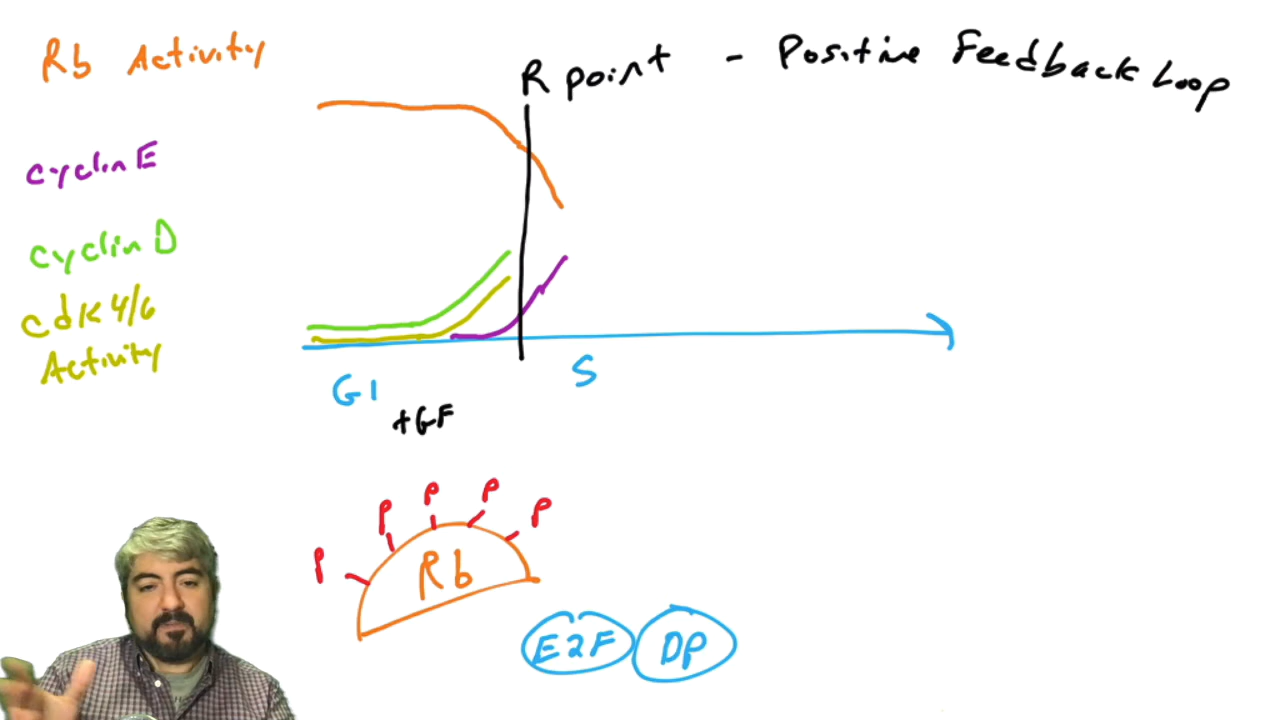 Rb Activity
R point - Positive Feedback Loop
Cyclin E
Cyclin D
Cdk 4/6
Activity
G1
S
+GF
P
P
P
P
P
Rb
E2F
DP